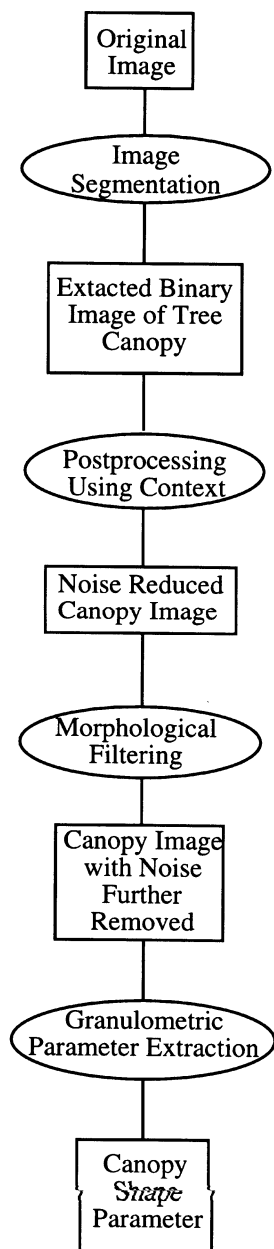 Original
Image
Image
Segmentation
Extacted Binary
Image of Tree
Canopy
Postprocessing
Using Context
Noise Reduced
Canopy Image
Morphological
Filtering
Canopy Image
with Noise
Further
Removed
Granulometric
Parameter Extraction
Canopy
Shape
Parameter